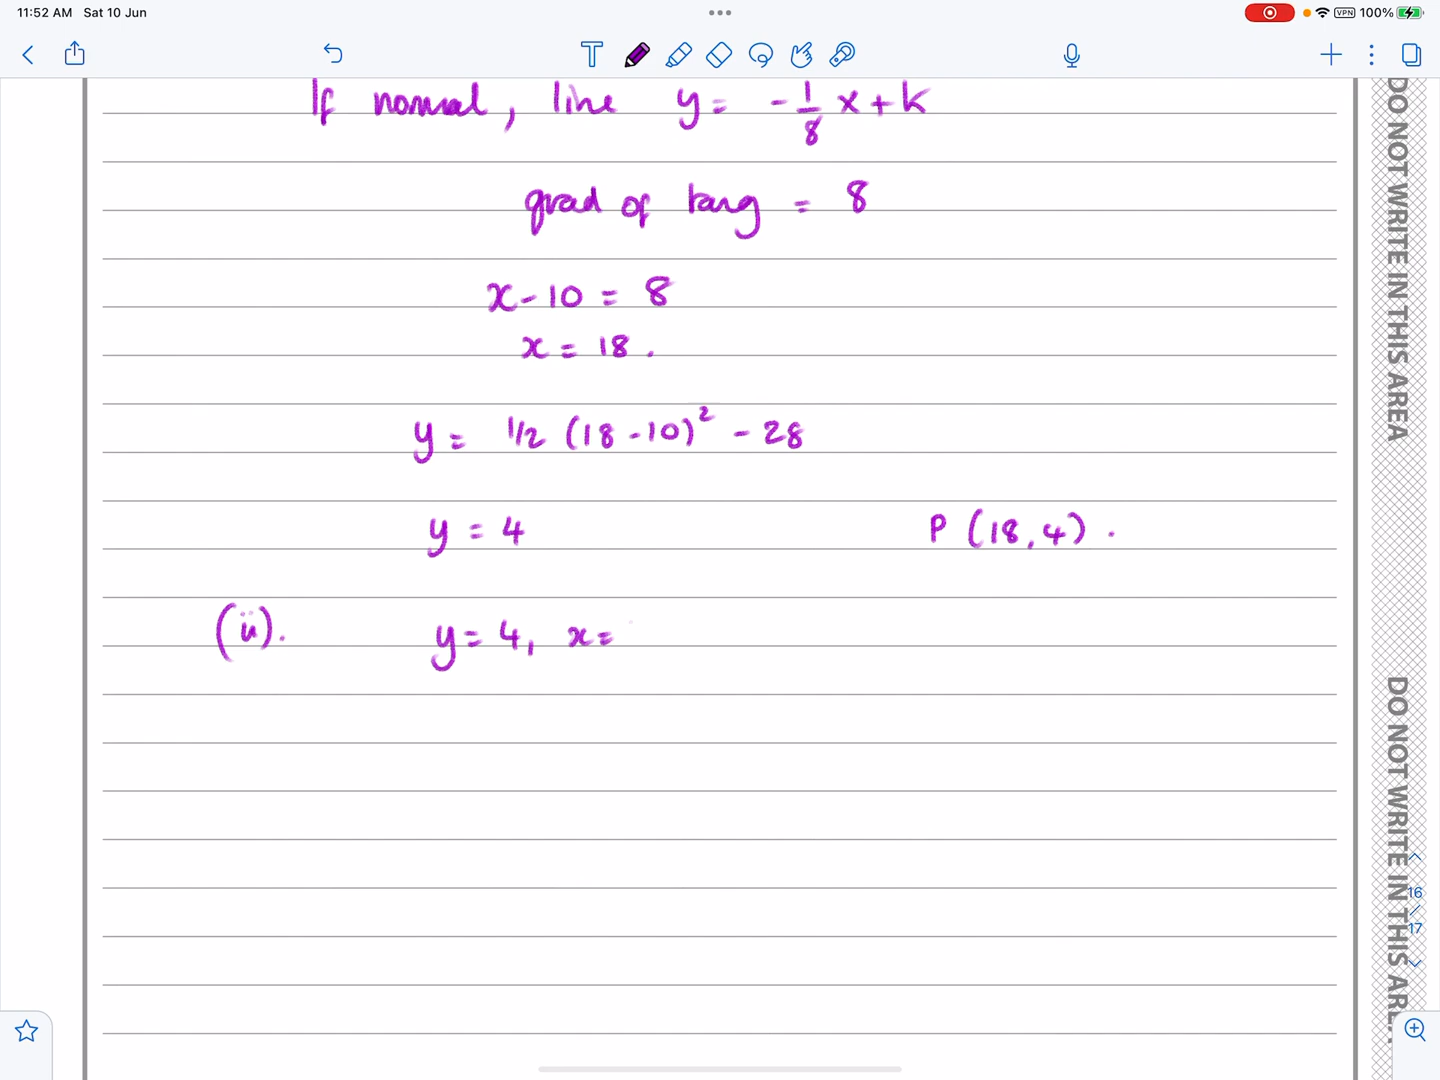 11:52 AM Sat 10 Jun
VPN 100%
If normal, line y = -1/8 x + k
grad of tang = 8
x - 10 = 8
x = 18.
y = 1/2 (18 - 10)² - 28
y = 4 P (18, 4).
(ii). y = 4, x =
DO NOT WRITE IN THIS AREA
DO NOT WRITE IN THIS ARE
16
/
17